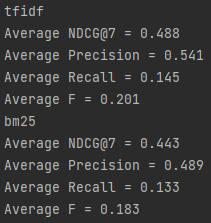 tfidf
Average NDCG@7 = 0.488
Average Precision = 0.541
Average Recall = 0.145
Average F = 0.201
bm25
Average NDCG@7 = 0.443
Average Precision = 0.489
Average Recall = 0.133
Average F = 0.183